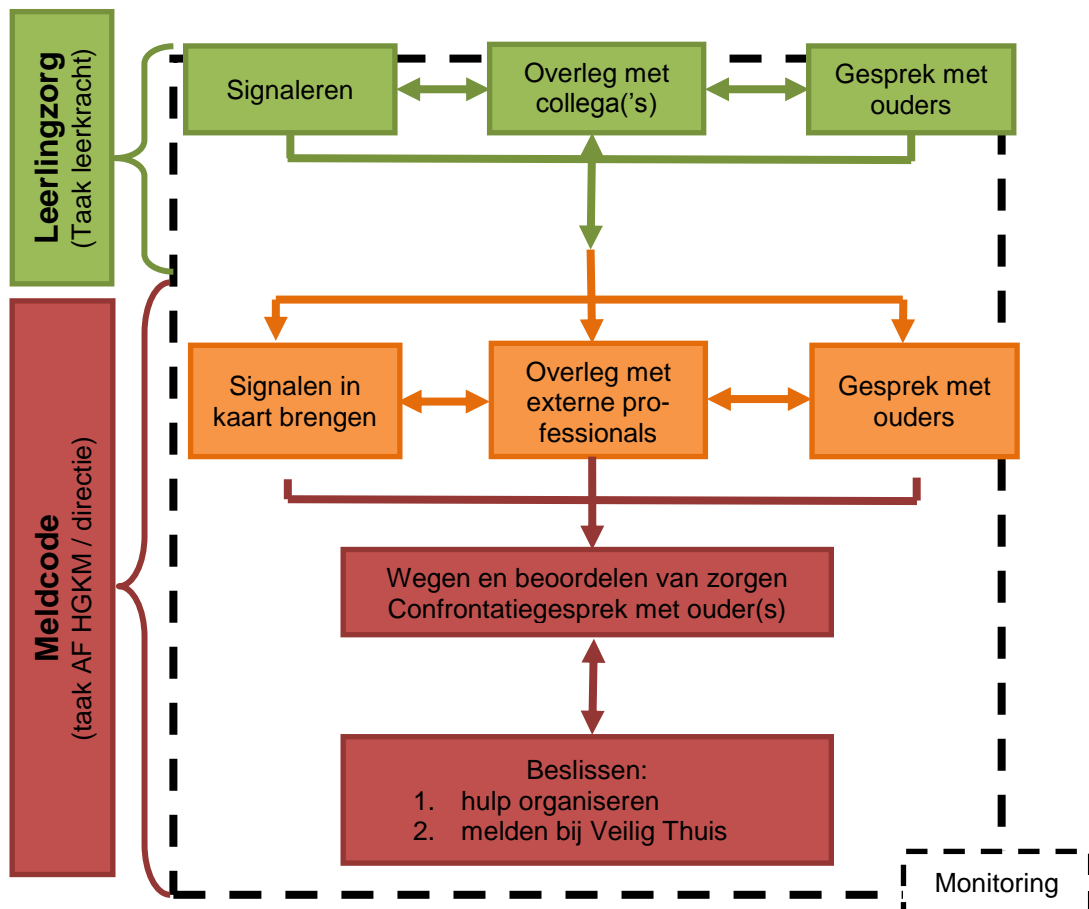 Leerlingzorg
(Taak leerkracht)
Signaleren
Overleg met
collega('s)
Gesprek met
ouders
Meldcode
(taak AF HGKM / directie)
Signalen in
kaart brengen
Overleg met
externe pro-
fessionals
Gesprek met
ouders
Wegen en beoordelen van zorgen
Confrontatiegesprek met ouder(s)
Beslissen:
1. hulp organiseren
2. melden bij Veilig Thuis
Monitoring